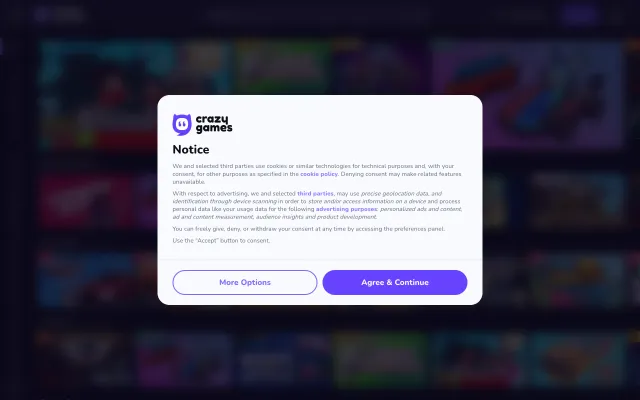 crazy
games
Notice
We and selected third parties use cookies or similar technologies for technical purposes and, with your
consent, for other purposes as specified in the cookie policy. Denying consent may make related features
unavailable.
With respect to advertising, we and selected third parties, may use precise geolocation data, and
identification through device scanning in order to store and/or access information on a device and process
personal data like your usage data for the following advertising purposes: personalized ads and content,
ad and content measurement, audience insights and product development.
You can freely give, deny, or withdraw your consent at any time by accessing the preferences panel.
Use the “Accept” button to consent.
More Options
Agree & Continue